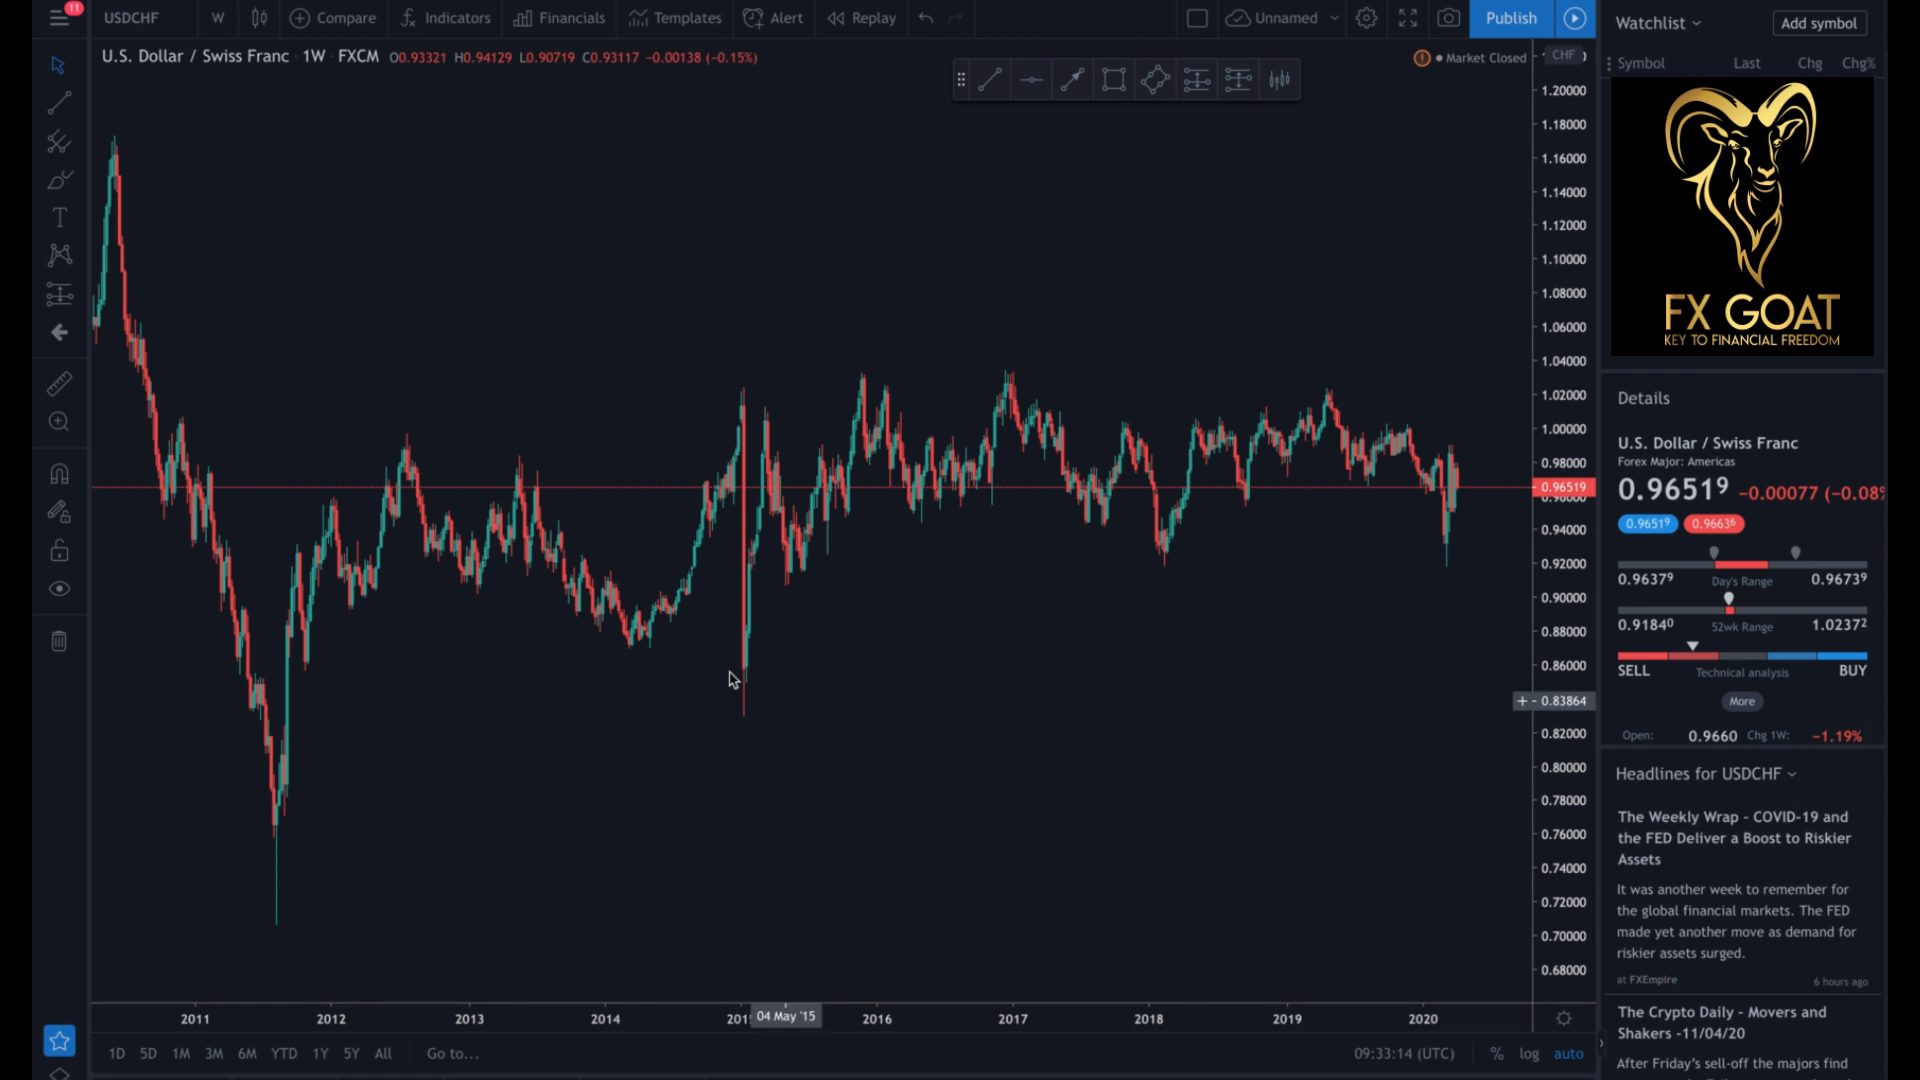 11
USDCHF W Compare Indicators Financials Templates Alert Replay Unnamed Publish
Watchlist Add symbol
U.S. Dollar / Swiss Franc · 1W · FXCM O0.93321 H0.94129 L0.90719 C0.93117 −0.00138 (−0.15%)
Market Closed
CHF
Symbol Last Chg Chg%
1.20000
1.18000
1.16000
1.14000
1.12000
1.10000
1.08000
1.06000
1.04000
1.02000
1.00000
0.98000
0.96519
0.96000
0.94000
0.92000
0.90000
0.88000
0.86000
+ 0.83864
0.82000
0.80000
0.78000
0.76000
0.74000
0.72000
0.70000
0.68000
FX GOAT
KEY TO FINANCIAL FREEDOM
Details
U.S. Dollar / Swiss Franc
Forex Major: Americas
0.96519 −0.00077 (−0.08%
0.96519 0.96636
0.96379 Day's Range 0.96739
0.91840 52wk Range 1.02372
SELL Technical analysis BUY
More
Open: 0.9660 Chg 1W: −1.19%
Headlines for USDCHF
The Weekly Wrap - COVID-19 and
the FED Deliver a Boost to Riskier
Assets
It was another week to remember for
the global financial markets. The FED
made yet another move as demand for
riskier assets surged.
at FXEmpire 6 hours ago
The Crypto Daily - Movers and
Shakers -11/04/20
After Friday's sell-off the majors find
2011 2012 2013 2014 201 04 May '15 2016 2017 2018 2019 2020
1D 5D 1M 3M 6M YTD 1Y 5Y All Go to... 09:33:14 (UTC) % log auto